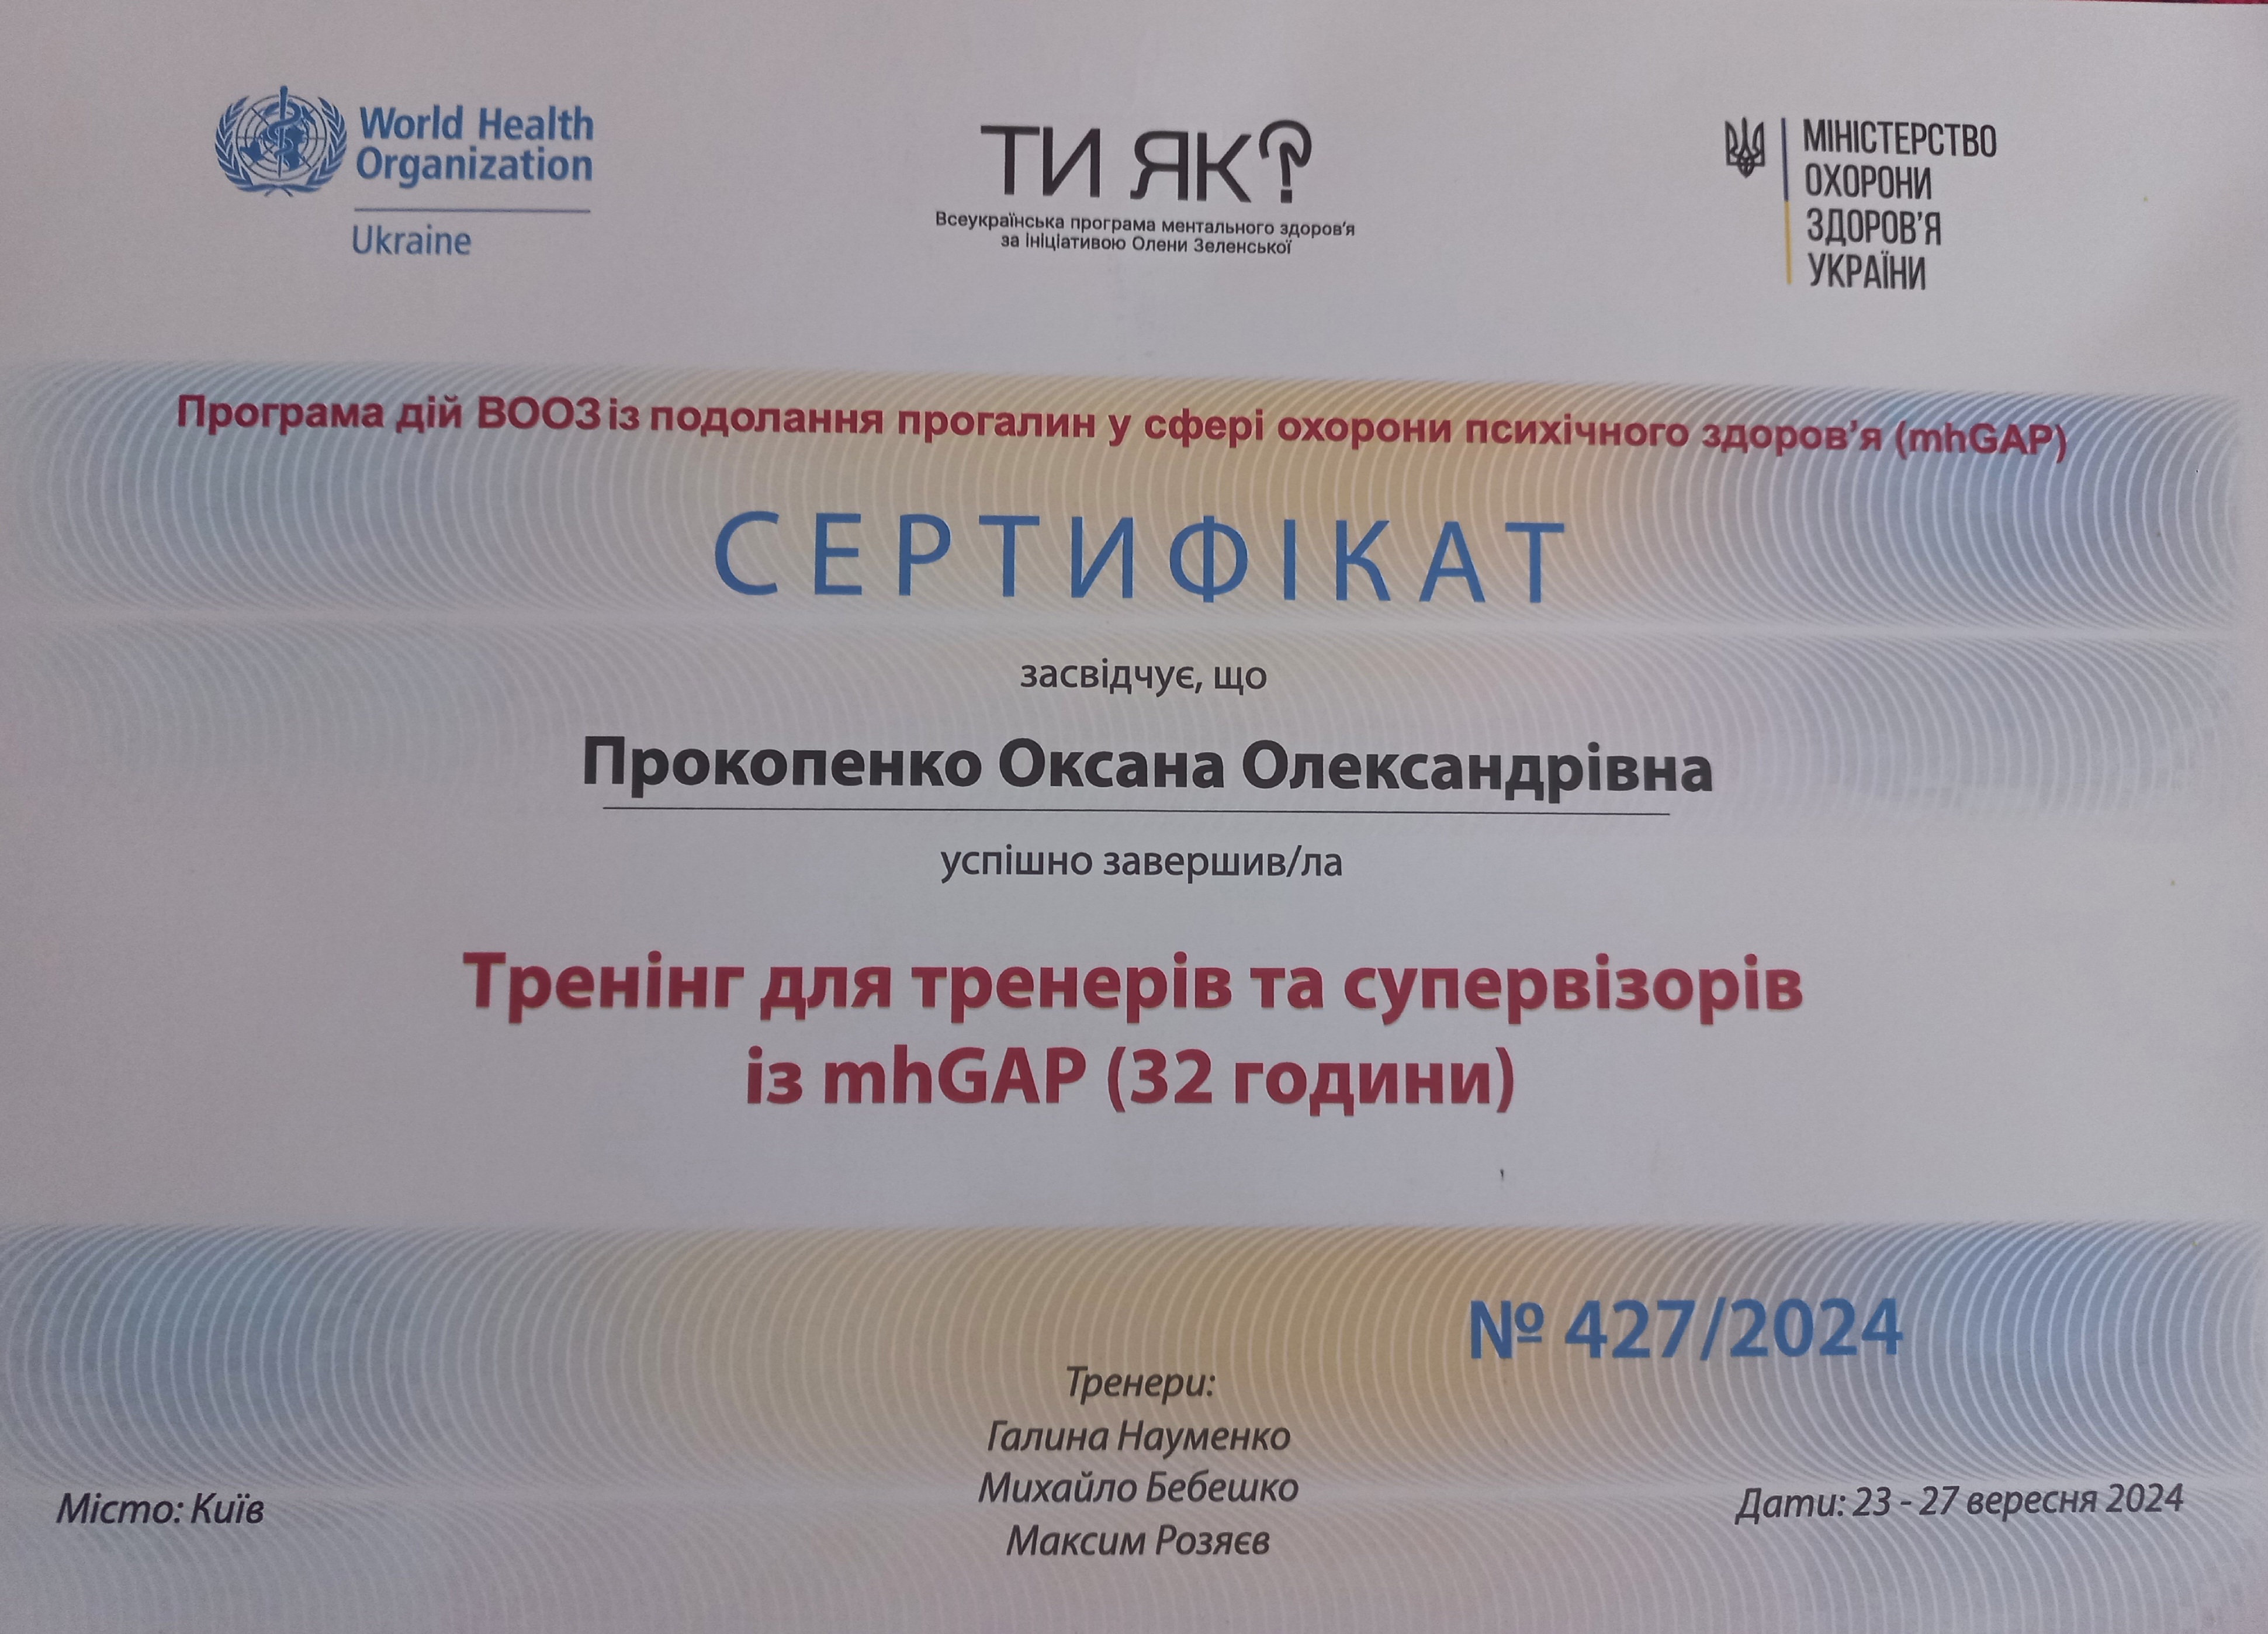 World Health
Organization
Ukraine
ТИ ЯК?
Всеукраїнська програма ментального здоров'я
за ініціативою Олени Зеленської
МІНІСТЕРСТВО
ОХОРОНИ
ЗДОРОВ'Я
УКРАЇНИ
Програма дій ВООЗ із подолання прогалин у сфері охорони психічного здоров'я (mhGAP)
СЕРТИФІКАТ
засвідчує, що
Прокопенко Оксана Олександрівна
успішно завершив/ла
Тренінг для тренерів та супервізорів
із mhGAP (32 години)
№ 427/2024
Тренери:
Галина Науменко
Михайло Бебешко
Максим Розяєв
Місто: Київ
Дати: 23 - 27 вересня 2024